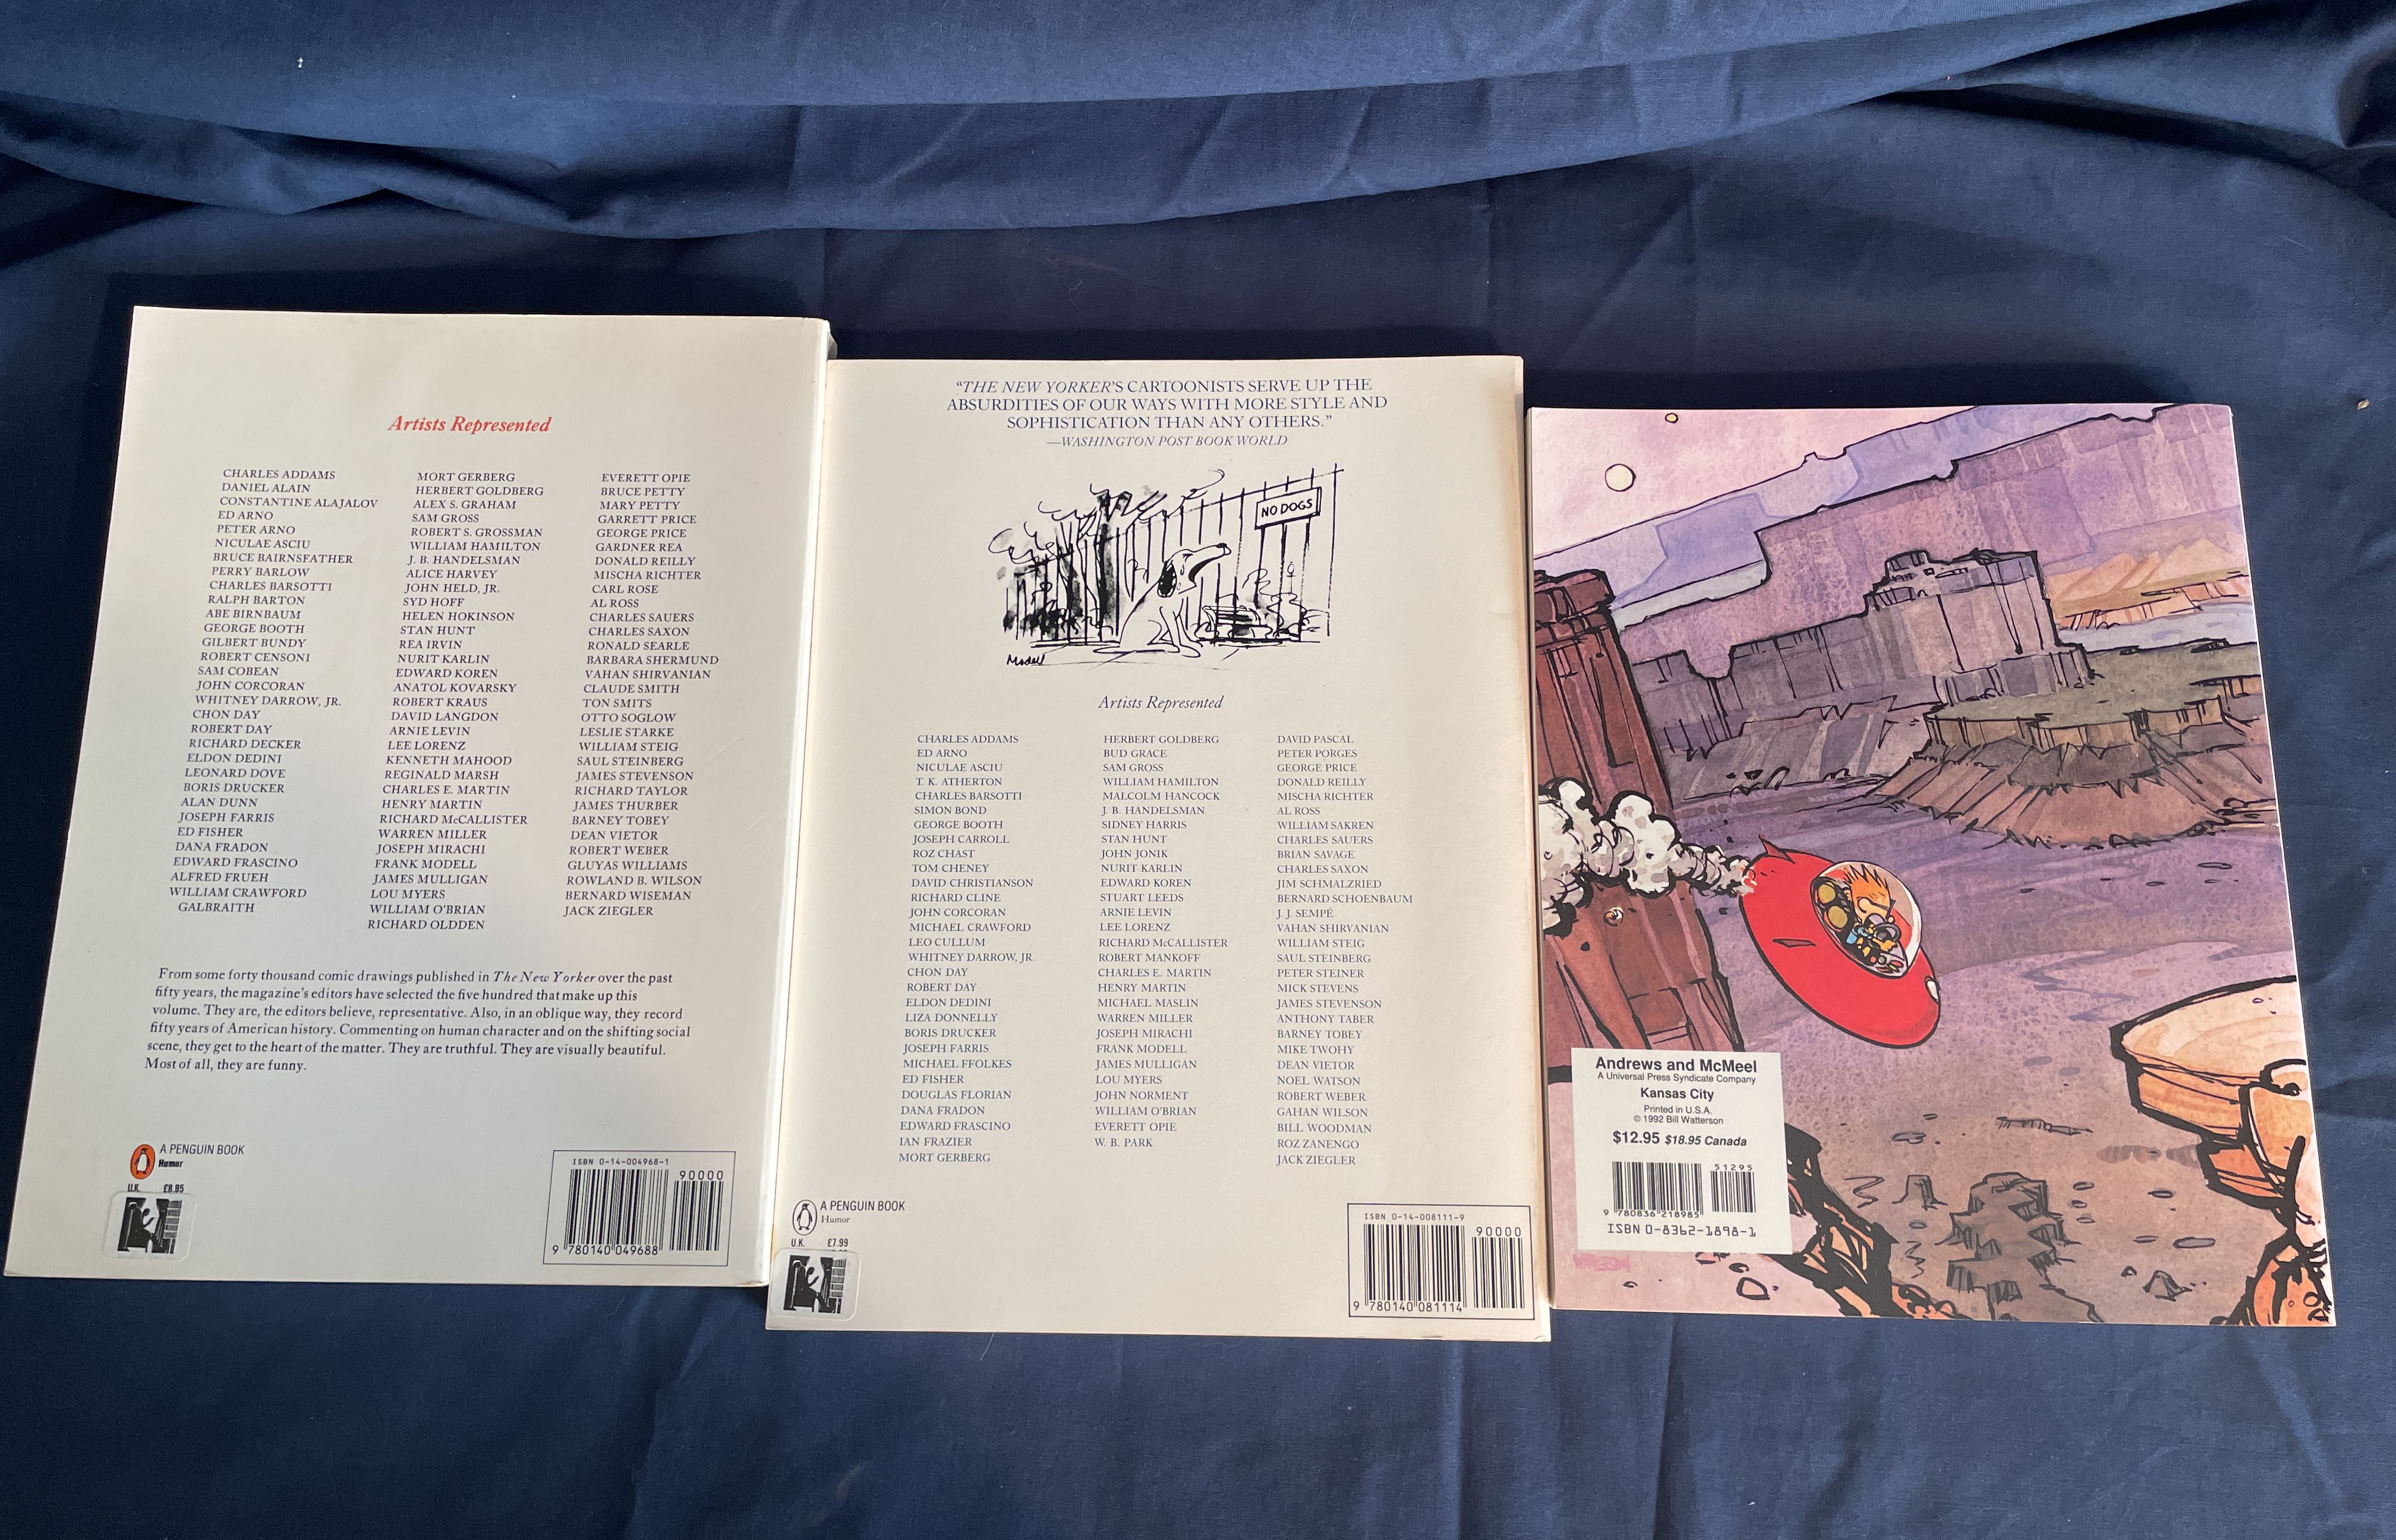 Artists Represented
CHARLES ADDAMS
DANIEL ALAIN
CONSTANTINE ALAJALOV
ED ARNO
PETER ARNO
NICULAE ASCIU
BRUCE BAIRNSFATHER
PERRY BARLOW
CHARLES BARSOTTI
RALPH BARTON
ABE BIRNBAUM
GEORGE BOOTH
GILBERT BUNDY
ROBERT CENSONI
SAM COBEAN
JOHN CORCORAN
WHITNEY DARROW, JR.
CHON DAY
ROBERT DAY
RICHARD DECKER
ELDON DEDINI
LEONARD DOVE
BORIS DRUCKER
ALAN DUNN
JOSEPH FARRIS
ED FISHER
DANA FRADON
EDWARD FRASCINO
ALFRED FRUEH
WILLIAM CRAWFORD
GALBRAITH
MORT GERBERG
HERBERT GOLDBERG
ALEX S. GRAHAM
SAM GROSS
ROBERT S. GROSSMAN
WILLIAM HAMILTON
J. B. HANDELSMAN
ALICE HARVEY
JOHN HELD, JR.
SYD HOFF
HELEN HOKINSON
STAN HUNT
REA IRVIN
NURIT KARLIN
EDWARD KOREN
ANATOL KOVARSKY
ROBERT KRAUS
DAVID LANGDON
ARNIE LEVIN
LEE LORENZ
KENNETH MAHOOD
REGINALD MARSH
CHARLES E. MARTIN
HENRY MARTIN
RICHARD McCALLISTER
WARREN MILLER
JOSEPH MIRACHI
FRANK MODELL
JAMES MULLIGAN
LOU MYERS
WILLIAM O'BRIAN
RICHARD OLDDEN
EVERETT OPIE
BRUCE PETTY
MARY PETTY
GARRETT PRICE
GEORGE PRICE
GARDNER REA
DONALD REILLY
MISCHA RICHTER
CARL ROSE
AL ROSS
CHARLES SAUERS
CHARLES SAXON
RONALD SEARLE
BARBARA SHERMUND
VAHAN SHIRVANIAN
CLAUDE SMITH
TON SMITS
OTTO SOGLOW
LESLIE STARKE
WILLIAM STEIG
SAUL STEINBERG
JAMES STEVENSON
RICHARD TAYLOR
JAMES THURBER
BARNEY TOBEY
DEAN VIETOR
ROBERT WEBER
GLUYAS WILLIAMS
ROWLAND B. WILSON
BERNARD WISEMAN
JACK ZIEGLER
From some forty thousand comic drawings published in The New Yorker over the past
fifty years, the magazine's editors have selected the five hundred that make up this
volume. They are, the editors believe, representative. Also, in an oblique way, they record
fifty years of American history. Commenting on human character and on the shifting social
scene, they get to the heart of the matter. They are truthful. They are visually beautiful.
Most of all, they are funny.
A PENGUIN BOOK
Humor
U.K. £8.95
ISBN 0-14-004968-1
90000
9 780140 049688
"THE NEW YORKER'S CARTOONISTS SERVE UP THE
ABSURDITIES OF OUR WAYS WITH MORE STYLE AND
SOPHISTICATION THAN ANY OTHERS."
—WASHINGTON POST BOOK WORLD
NO DOGS
Modell
Artists Represented
CHARLES ADDAMS
ED ARNO
NICULAE ASCIU
T. K. ATHERTON
CHARLES BARSOTTI
SIMON BOND
GEORGE BOOTH
JOSEPH CARROLL
ROZ CHAST
TOM CHENEY
DAVID CHRISTIANSON
RICHARD CLINE
JOHN CORCORAN
MICHAEL CRAWFORD
LEO CULLUM
WHITNEY DARROW, JR.
CHON DAY
ROBERT DAY
ELDON DEDINI
LIZA DONNELLY
BORIS DRUCKER
JOSEPH FARRIS
MICHAEL FFOLKES
ED FISHER
DOUGLAS FLORIAN
DANA FRADON
EDWARD FRASCINO
IAN FRAZIER
MORT GERBERG
HERBERT GOLDBERG
BUD GRACE
SAM GROSS
WILLIAM HAMILTON
MALCOLM HANCOCK
J. B. HANDELSMAN
SIDNEY HARRIS
STAN HUNT
JOHN JONIK
NURIT KARLIN
EDWARD KOREN
STUART LEEDS
ARNIE LEVIN
LEE LORENZ
RICHARD McCALLISTER
ROBERT MANKOFF
CHARLES E. MARTIN
HENRY MARTIN
MICHAEL MASLIN
WARREN MILLER
JOSEPH MIRACHI
FRANK MODELL
JAMES MULLIGAN
LOU MYERS
JOHN NORMENT
WILLIAM O'BRIAN
EVERETT OPIE
W. B. PARK
DAVID PASCAL
PETER PORGES
GEORGE PRICE
DONALD REILLY
MISCHA RICHTER
AL ROSS
WILLIAM SAKREN
CHARLES SAUERS
BRIAN SAVAGE
CHARLES SAXON
JIM SCHMALZRIED
BERNARD SCHOENBAUM
J. J. SEMPÉ
VAHAN SHIRVANIAN
WILLIAM STEIG
SAUL STEINBERG
PETER STEINER
MICK STEVENS
JAMES STEVENSON
ANTHONY TABER
BARNEY TOBEY
MIKE TWOHY
DEAN VIETOR
NOEL WATSON
ROBERT WEBER
GAHAN WILSON
BILL WOODMAN
ROZ ZANENGO
JACK ZIEGLER
A PENGUIN BOOK
Humor
U.K. £7.99
ISBN 0-14-008111-9
90000
9 780140 081114
Andrews and McMeel
A Universal Press Syndicate Company
Kansas City
Printed in U.S.A.
© 1992 Bill Watterson
$12.95 $18.95 Canada
51295
9 780836 218985
ISBN 0-8362-1898-1